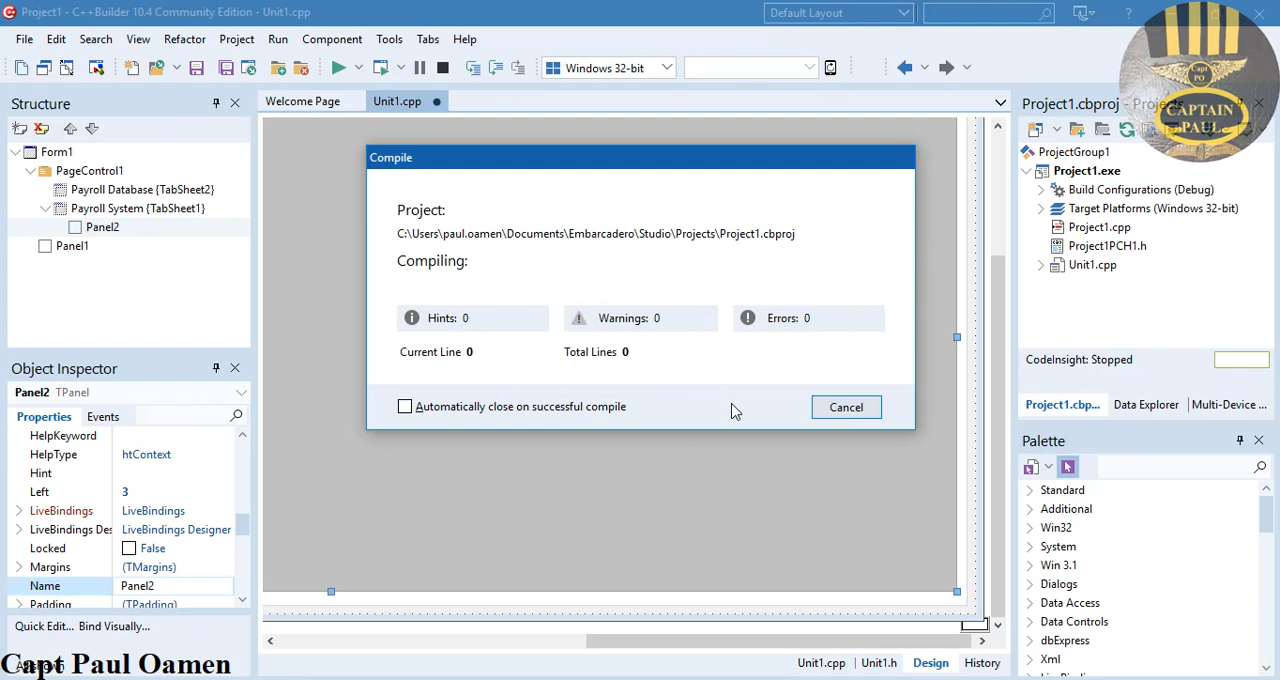 Project1 - C++Builder 10.4 Community Edition - Unit1.cpp
Default Layout
File Edit Search View Refactor Project Run Component Tools Tabs Help
Windows 32-bit
Structure
Welcome Page Unit1.cpp
Project1.cbproj - Projects
Capt
PO
CAPTAIN
PAUL
Form1
PageControl1
Payroll Database {TabSheet2}
Payroll System {TabSheet1}
Panel2
Panel1
Compile
Project:
C:\Users\paul.oamen\Documents\Embarcadero\Studio\Projects\Project1.cbproj
Compiling:
Hints: 0 Warnings: 0 Errors: 0
Current Line 0 Total Lines 0
Automatically close on successful compile Cancel
ProjectGroup1
Project1.exe
Build Configurations (Debug)
Target Platforms (Windows 32-bit)
Project1.cpp
Project1PCH1.h
Unit1.cpp
CodeInsight: Stopped
Project1.cbp... Data Explorer Multi-Device ...
Object Inspector
Panel2 TPanel
Properties Events
HelpKeyword
HelpType htContext
Hint
Left 3
LiveBindings LiveBindings
LiveBindings Des LiveBindings Designer
Locked False
Margins (TMargins)
Name Panel2
Padding (TPadding)
Quick Edit... Bind Visually...
Capt Paul Oamen
Palette
Standard
Additional
Win32
System
Win 3.1
Dialogs
Data Access
Data Controls
dbExpress
Xml
Unit1.cpp Unit1.h Design History